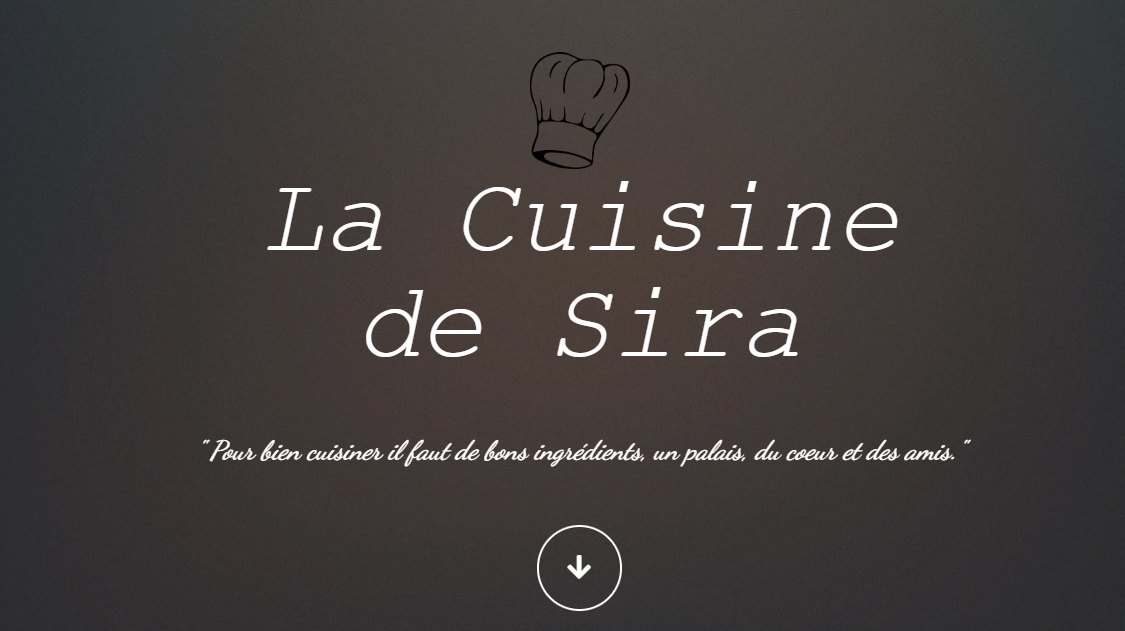 La Cuisine
de Sira
"Pour bien cuisiner il faut de bons ingrédients, un palais, du coeur et des amis."